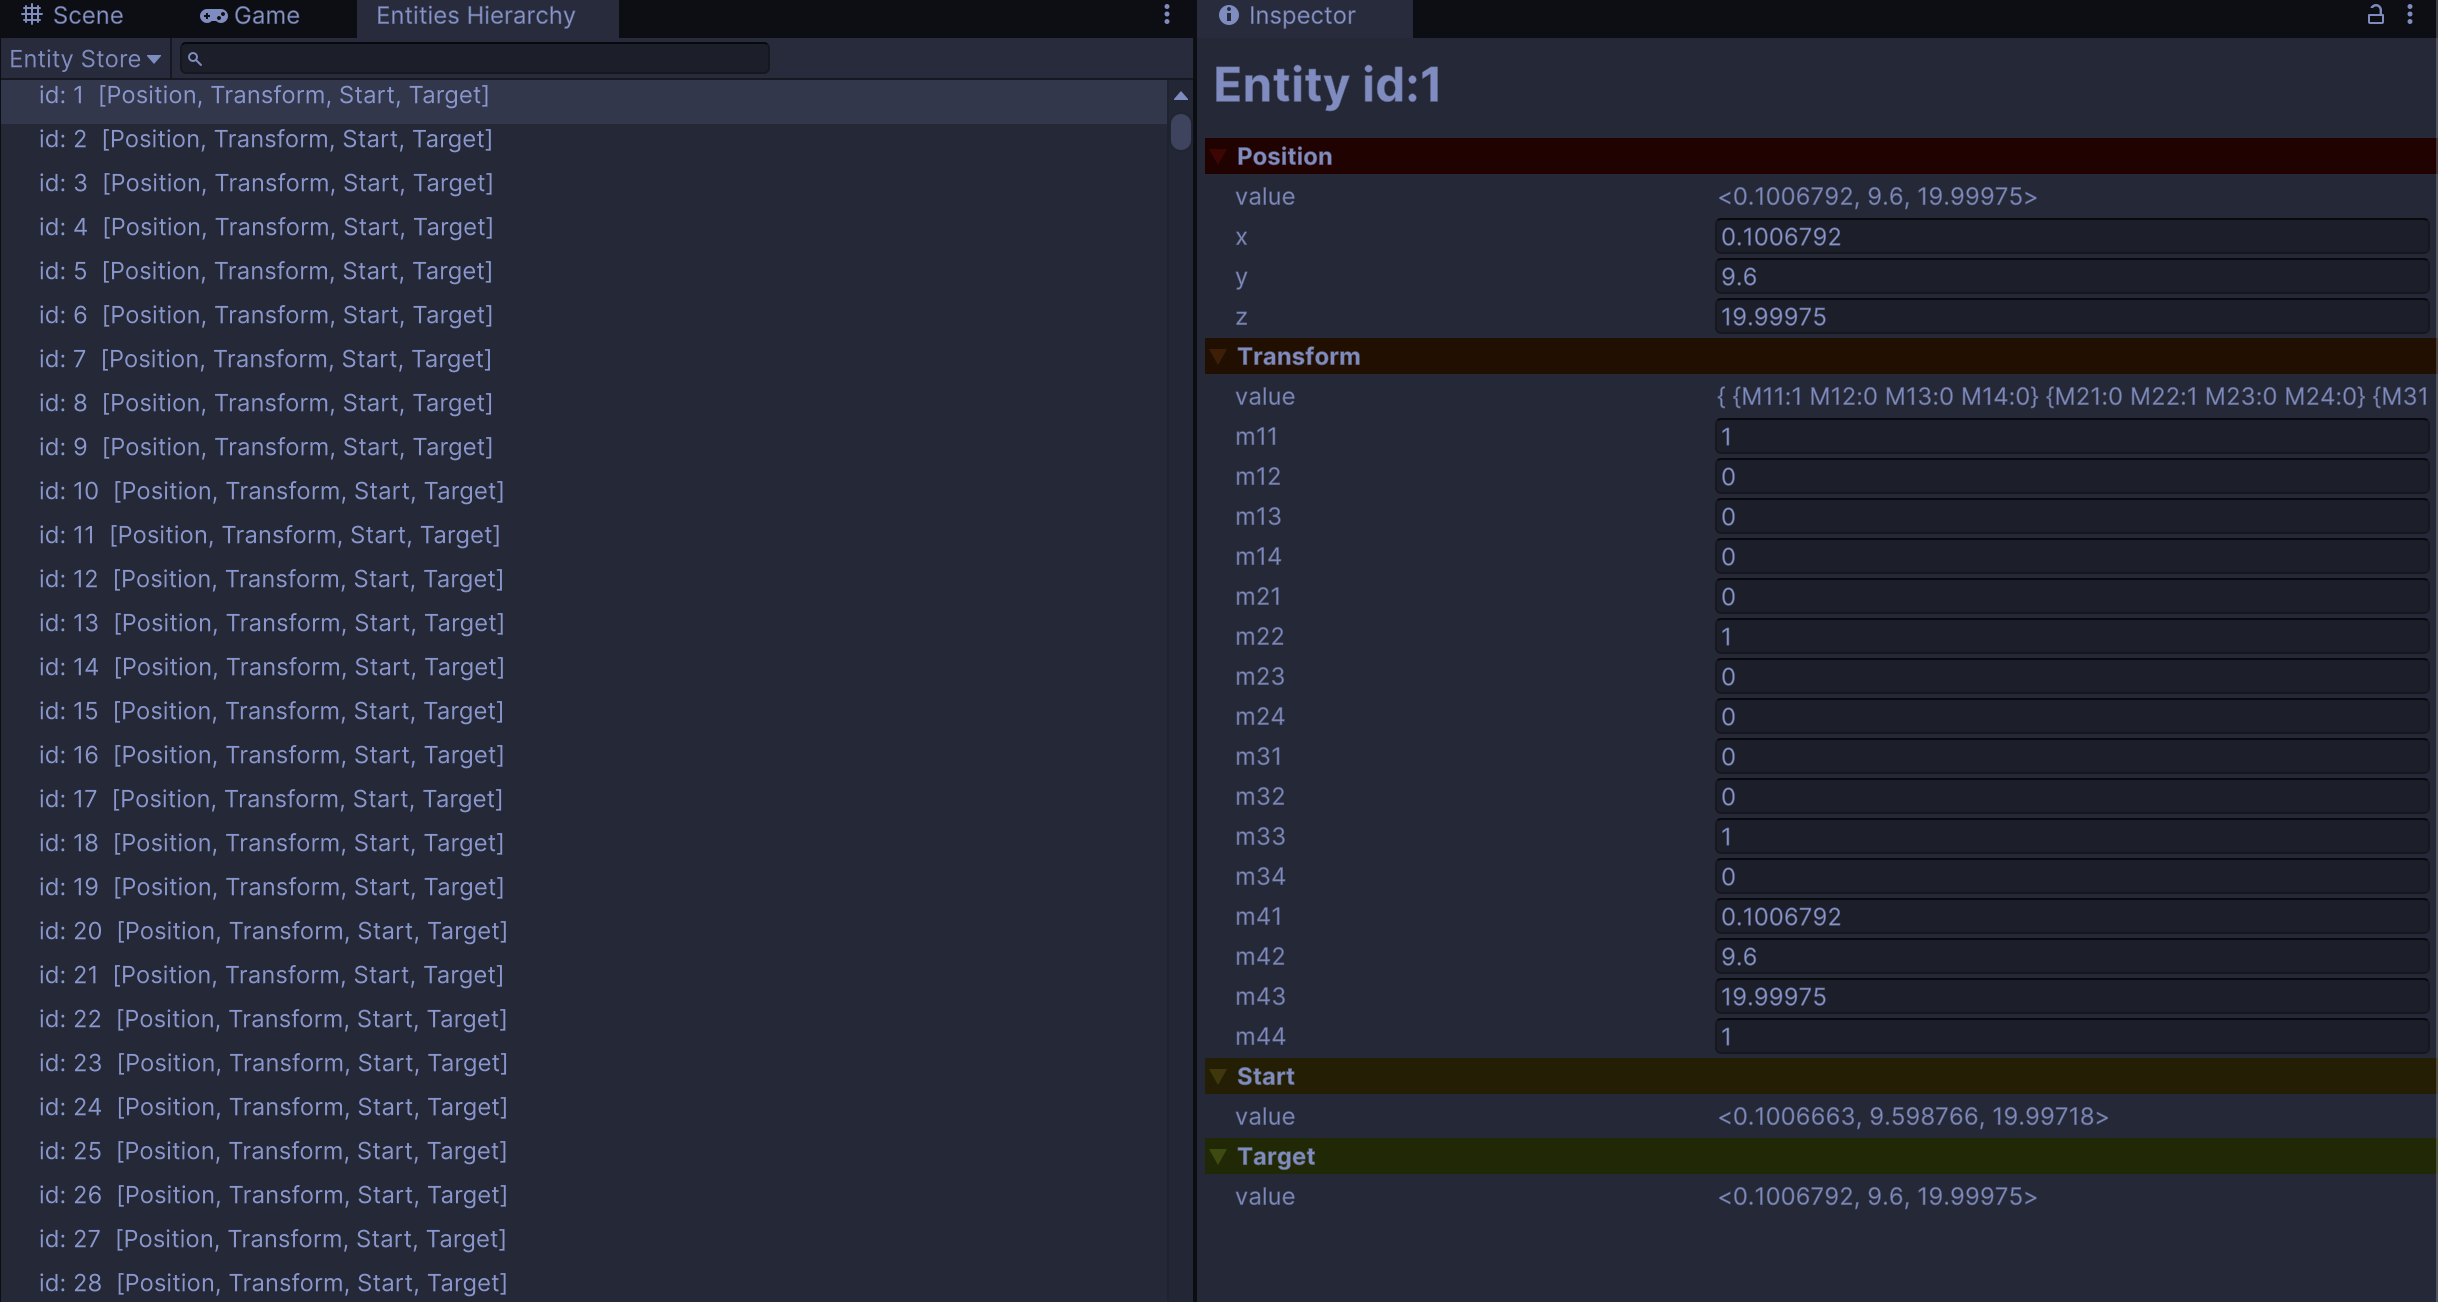 Scene Game Entities Hierarchy
Entity Store
id: 1 [Position, Transform, Start, Target]
id: 2 [Position, Transform, Start, Target]
id: 3 [Position, Transform, Start, Target]
id: 4 [Position, Transform, Start, Target]
id: 5 [Position, Transform, Start, Target]
id: 6 [Position, Transform, Start, Target]
id: 7 [Position, Transform, Start, Target]
id: 8 [Position, Transform, Start, Target]
id: 9 [Position, Transform, Start, Target]
id: 10 [Position, Transform, Start, Target]
id: 11 [Position, Transform, Start, Target]
id: 12 [Position, Transform, Start, Target]
id: 13 [Position, Transform, Start, Target]
id: 14 [Position, Transform, Start, Target]
id: 15 [Position, Transform, Start, Target]
id: 16 [Position, Transform, Start, Target]
id: 17 [Position, Transform, Start, Target]
id: 18 [Position, Transform, Start, Target]
id: 19 [Position, Transform, Start, Target]
id: 20 [Position, Transform, Start, Target]
id: 21 [Position, Transform, Start, Target]
id: 22 [Position, Transform, Start, Target]
id: 23 [Position, Transform, Start, Target]
id: 24 [Position, Transform, Start, Target]
id: 25 [Position, Transform, Start, Target]
id: 26 [Position, Transform, Start, Target]
id: 27 [Position, Transform, Start, Target]
id: 28 [Position, Transform, Start, Target]
Inspector
Entity id:1
Position
value <0.1006792, 9.6, 19.99975>
x 0.1006792
y 9.6
z 19.99975
Transform
value { {M11:1 M12:0 M13:0 M14:0} {M21:0 M22:1 M23:0 M24:0} {M31
m11 1
m12 0
m13 0
m14 0
m21 0
m22 1
m23 0
m24 0
m31 0
m32 0
m33 1
m34 0
m41 0.1006792
m42 9.6
m43 19.99975
m44 1
Start
value <0.1006663, 9.598766, 19.99718>
Target
value <0.1006792, 9.6, 19.99975>